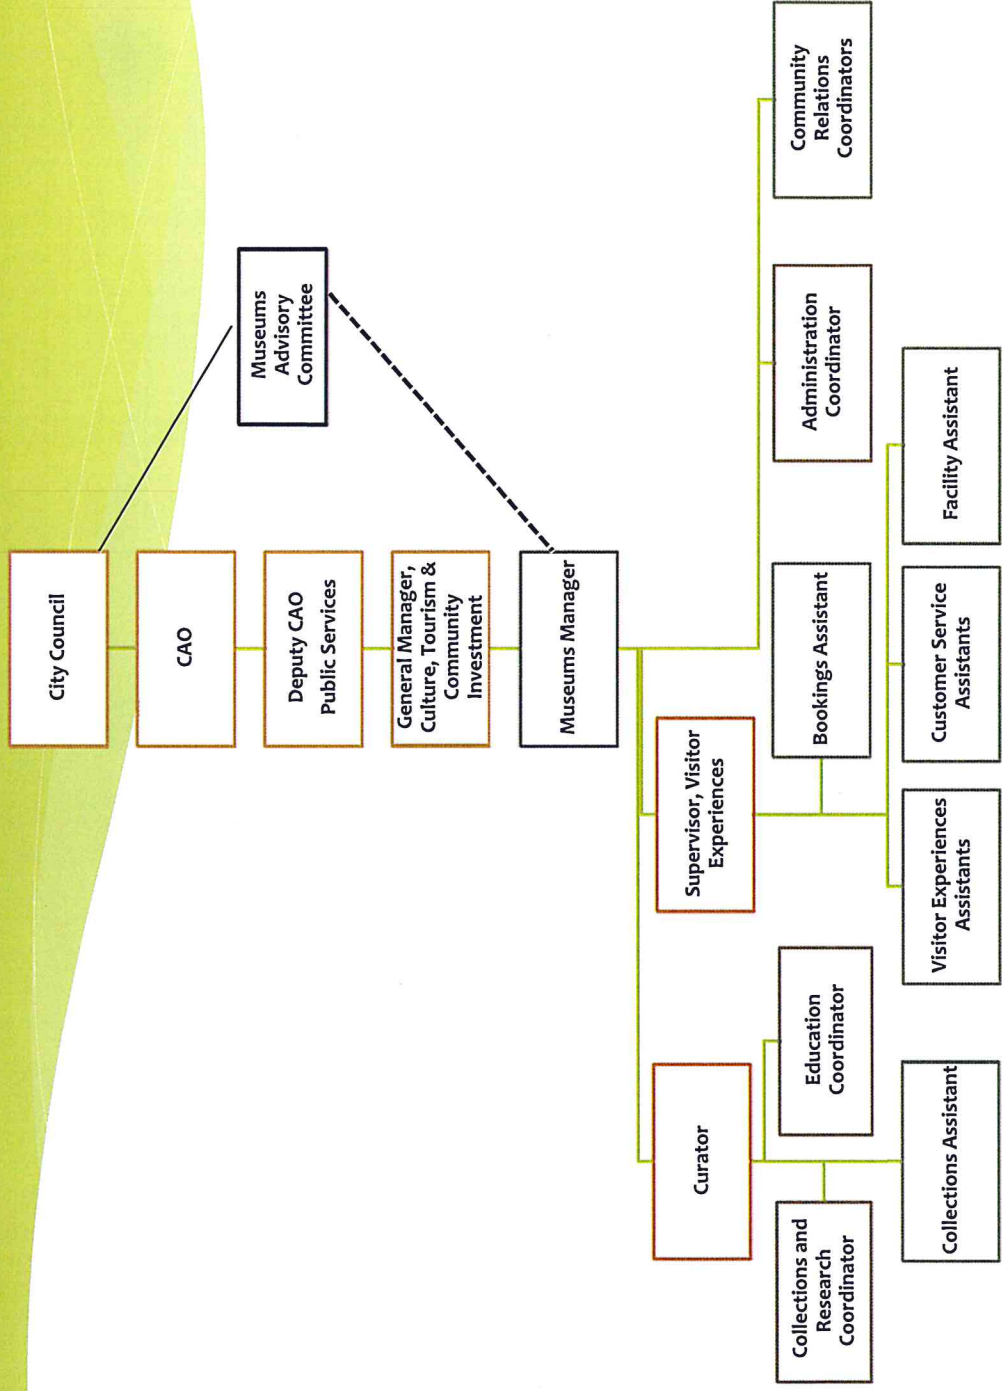 City Council
CAO
Deputy CAO
Public Services
General Manager,
Culture, Tourism &
Community
Investment
Museums Manager
Museums
Advisory
Committee
Curator
Supervisor, Visitor
Experiences
Collections and
Research
Coordinator
Education
Coordinator
Bookings Assistant
Administration
Coordinator
Community
Relations
Coordinators
Collections Assistant
Visitor Experiences
Assistants
Customer Service
Assistants
Facility Assistant